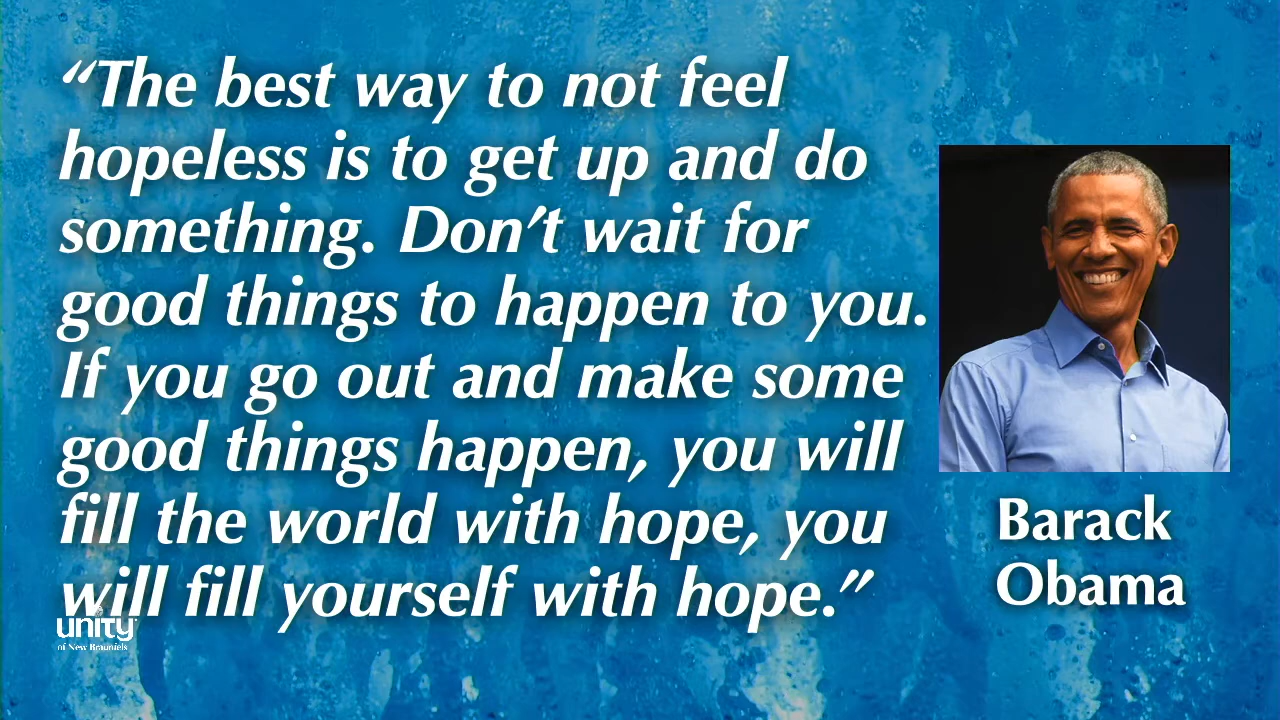 “The best way to not feel
hopeless is to get up and do
something. Don’t wait for
good things to happen to you.
If you go out and make some
good things happen, you will
fill the world with hope, you
will fill yourself with hope.”
Barack
Obama
unity
of New Braunfels